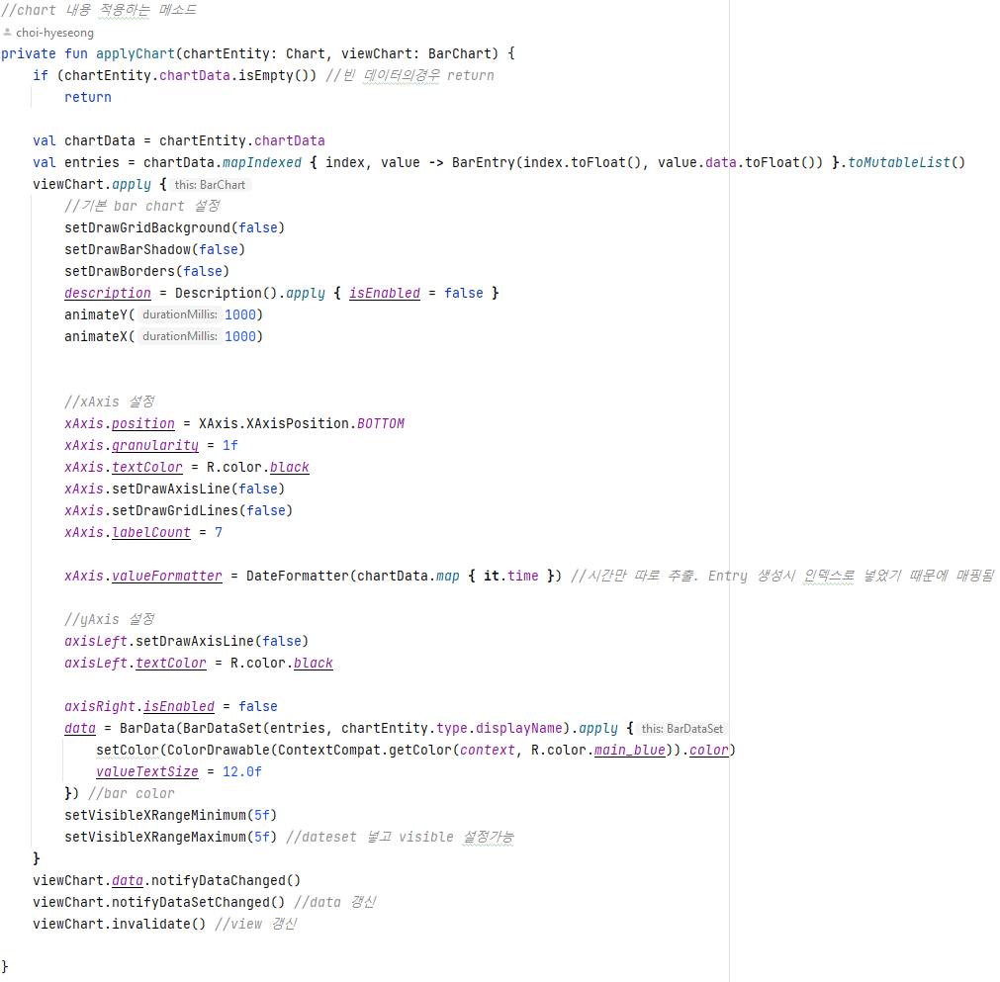 //chart 내용 적용하는 메소드
choi-hyeseong
private fun applyChart(chartEntity: Chart, viewChart: BarChart) {
    if (chartEntity.chartData.isEmpty()) //빈 데이터의경우 return
        return

    val chartData = chartEntity.chartData
    val entries = chartData.mapIndexed { index, value -> BarEntry(index.toFloat(), value.data.toFloat()) }.toMutableList()
    viewChart.apply { this: BarChart
        //기본 bar chart 설정
        setDrawGridBackground(false)
        setDrawBarShadow(false)
        setDrawBorders(false)
        description = Description().apply { isEnabled = false }
        animateY( durationMillis: 1000)
        animateX( durationMillis: 1000)


        //xAxis 설정
        xAxis.position = XAxis.XAxisPosition.BOTTOM
        xAxis.granularity = 1f
        xAxis.textColor = R.color.black
        xAxis.setDrawAxisLine(false)
        xAxis.setDrawGridLines(false)
        xAxis.labelCount = 7

        xAxis.valueFormatter = DateFormatter(chartData.map { it.time }) //시간만 따로 추출. Entry 생성시 인덱스로 넣었기 때문에 매핑됨

        //yAxis 설정
        axisLeft.setDrawAxisLine(false)
        axisLeft.textColor = R.color.black

        axisRight.isEnabled = false
        data = BarData(BarDataSet(entries, chartEntity.type.displayName).apply { this: BarDataSet
            setColor(ColorDrawable(ContextCompat.getColor(context, R.color.main_blue)).color)
            valueTextSize = 12.0f
        }) //bar color
        setVisibleXRangeMinimum(5f)
        setVisibleXRangeMaximum(5f) //dateset 넣고 visible 설정가능
    }
    viewChart.data.notifyDataChanged()
    viewChart.notifyDataSetChanged() //data 갱신
    viewChart.invalidate() //view 갱신

}